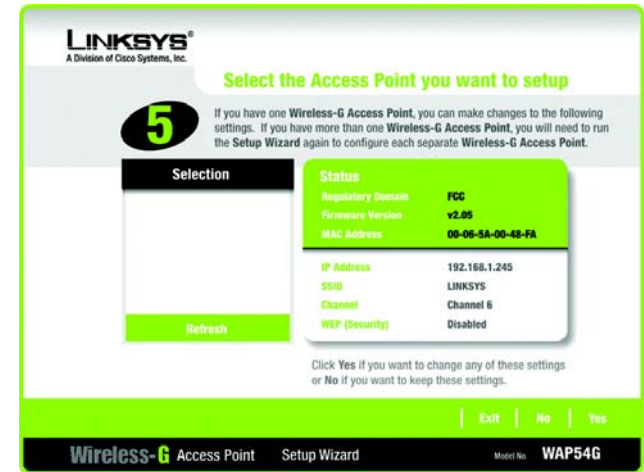 LINKSYS®
A Division of Cisco Systems, Inc.
Select the Access Point you want to setup
5
If you have one Wireless-G Access Point, you can make changes to the following
settings. If you have more than one Wireless-G Access Point, you will need to run
the Setup Wizard again to configure each separate Wireless-G Access Point.
Selection
Refresh
Status
Regulatory Domain FCC
Firmware Version v2.05
MAC Address 00-06-5A-00-48-FA
IP Address 192.168.1.245
SSID LINKSYS
Channel Channel 6
WEP (Security) Disabled
Click Yes if you want to change any of these settings
or No if you want to keep these settings.
Exit No Yes
Wireless-G Access Point Setup Wizard Model No. WAP54G